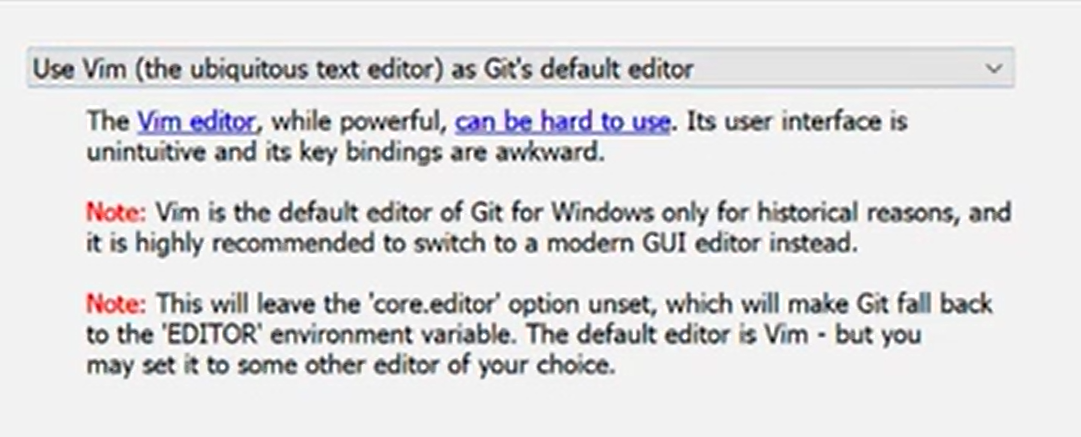 Use Vim (the ubiquitous text editor) as Git's default editor
The Vim editor, while powerful, can be hard to use. Its user interface is
unintuitive and its key bindings are awkward.
Note: Vim is the default editor of Git for Windows only for historical reasons, and
it is highly recommended to switch to a modern GUI editor instead.
Note: This will leave the 'core.editor' option unset, which will make Git fall back
to the 'EDITOR' environment variable. The default editor is Vim - but you
may set it to some other editor of your choice.